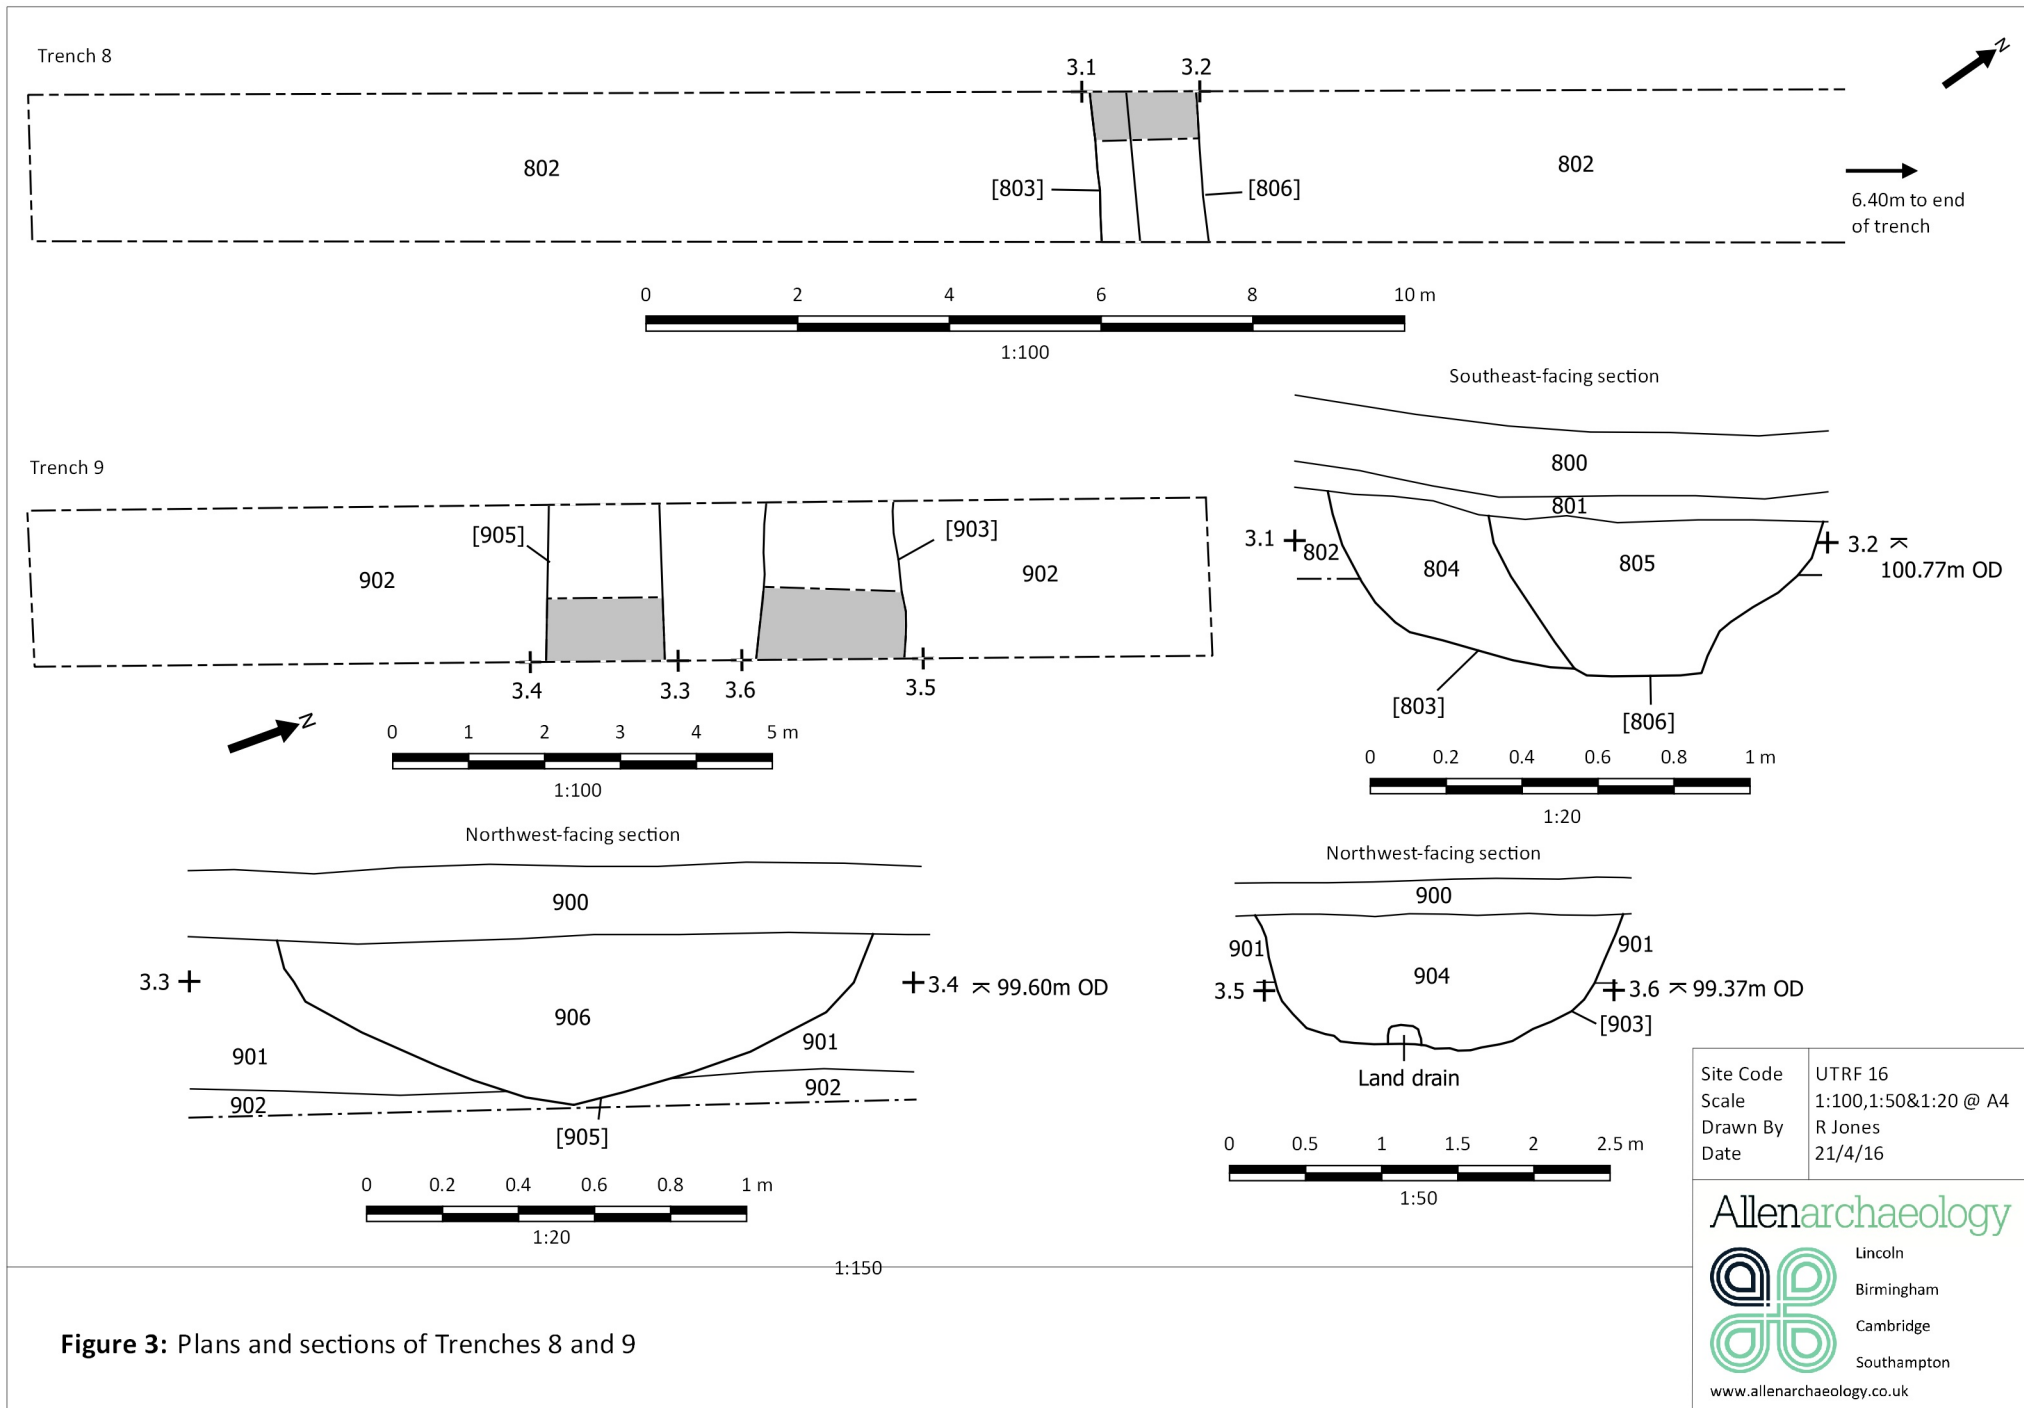 Trench 8
3.1 3.2
N
802
[803]
[806]
802
6.40m to end
of trench
0 2 4 6 8 10 m
1:100
Southeast-facing section
800
801
3.1
802
804
805
3.2
100.77m OD
[803]
[806]
0 0.2 0.4 0.6 0.8 1 m
1:20
Trench 9
[905]
[903]
902
902
3.4 3.3 3.6 3.5
N
0 1 2 3 4 5 m
1:100
Northwest-facing section
900
3.3
3.4 99.60m OD
906
901
901
902
902
[905]
0 0.2 0.4 0.6 0.8 1 m
1:20
Northwest-facing section
900
901
901
904
3.5
3.6 99.37m OD
[903]
Land drain
0 0.5 1 1.5 2 2.5 m
1:50
1:150
Site Code UTRF 16
Scale 1:100,1:50&1:20 @ A4
Drawn By R Jones
Date 21/4/16
Allenarchaeology
Lincoln
Birmingham
Cambridge
Southampton
www.allenarchaeology.co.uk
Figure 3: Plans and sections of Trenches 8 and 9